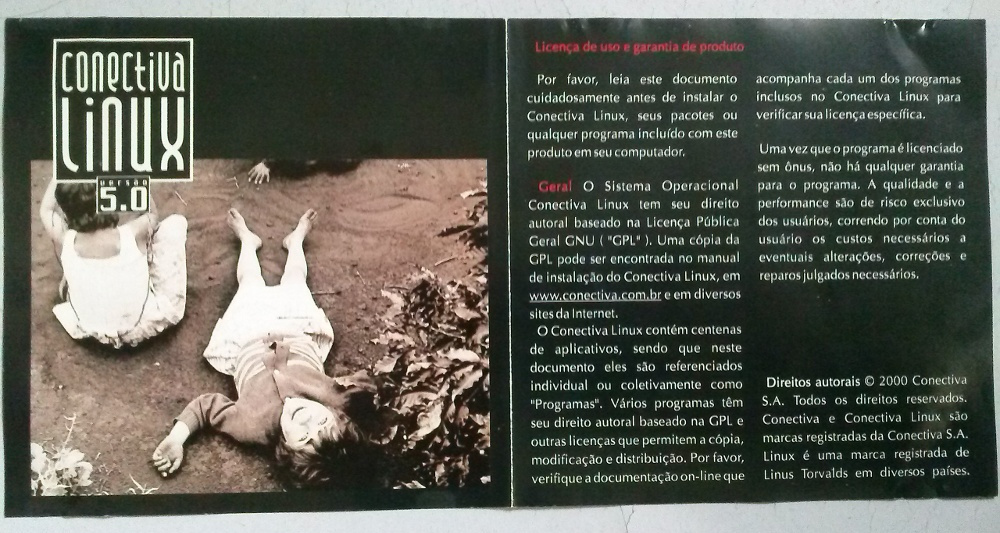 conectiva
Linux
versão
5.0
Licença de uso e garantia de produto
Por favor, leia este documento
cuidadosamente antes de instalar o
Conectiva Linux, seus pacotes ou
qualquer programa incluído com este
produto em seu computador.
Geral O Sistema Operacional
Conectiva Linux tem seu direito
autoral baseado na Licença Pública
Geral GNU ( "GPL" ). Uma cópia da
GPL pode ser encontrada no manual
de instalação do Conectiva Linux, em
www.conectiva.com.br e em diversos
sites da Internet.
O Conectiva Linux contém centenas
de aplicativos, sendo que neste
documento eles são referenciados
individual ou coletivamente como
"Programas". Vários programas têm
seu direito autoral baseado na GPL e
outras licenças que permitem a cópia,
modificação e distribuição. Por favor,
verifique a documentação on-line que
acompanha cada um dos programas
inclusos no Conectiva Linux para
verificar sua licença específica.
Uma vez que o programa é licenciado
sem ônus, não há qualquer garantia
para o programa. A qualidade e a
performance são de risco exclusivo
dos usuários, correndo por conta do
usuário os custos necessários a
eventuais alterações, correções e
reparos julgados necessários.
Direitos autorais © 2000 Conectiva
S.A. Todos os direitos reservados.
Conectiva e Conectiva Linux são
marcas registradas da Conectiva S.A.
Linux é uma marca registrada de
Linus Torvalds em diversos países.